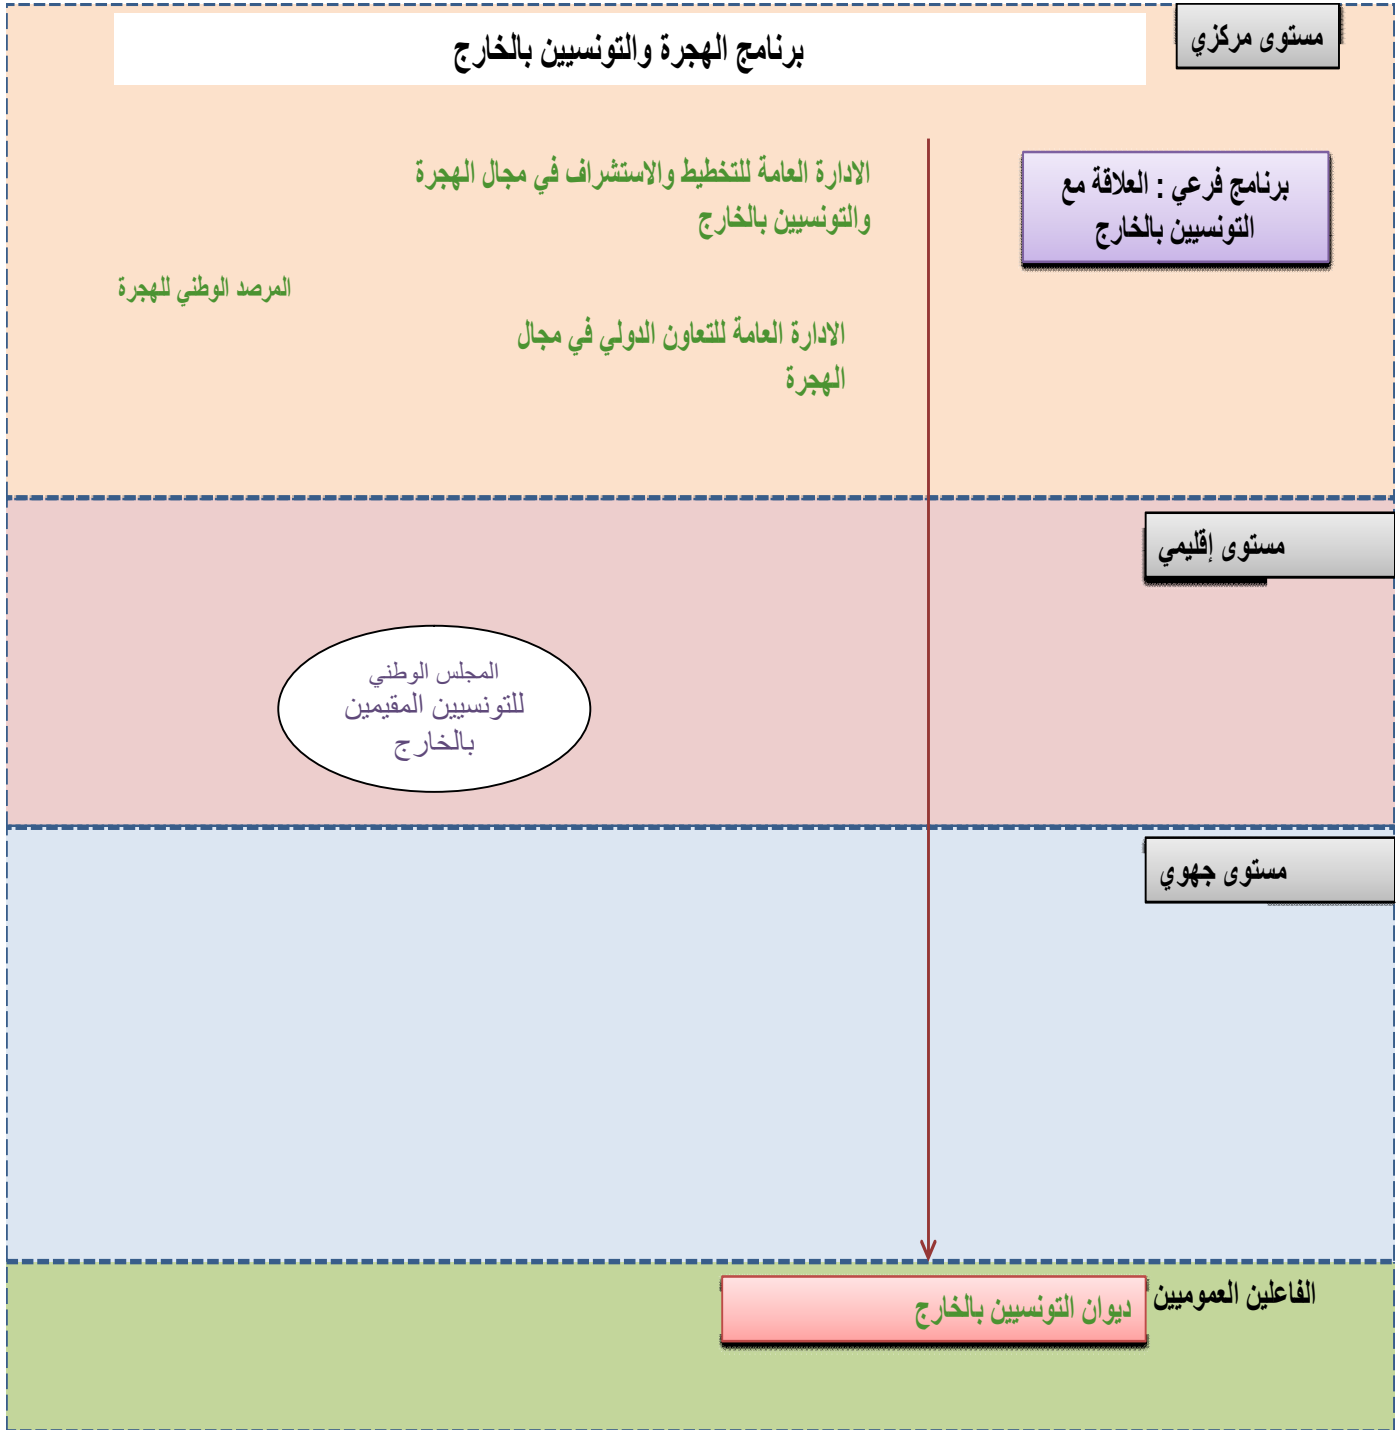 مستوى مركزي
برنامج الهجرة والتونسيين بالخارج
برنامج فرعي : العلاقة مع
التونسيين بالخارج
الادارة العامة للتخطيط والاستشراف في مجال الهجرة
والتونسيين بالخارج
المرصد الوطني للهجرة
الادارة العامة للتعاون الدولي في مجال
الهجرة
مستوى إقليمي
المجلس الوطني
للتونسيين المقيمين
بالخارج
مستوى جهوي
الفاعلين العموميين
ديوان التونسيين بالخارج